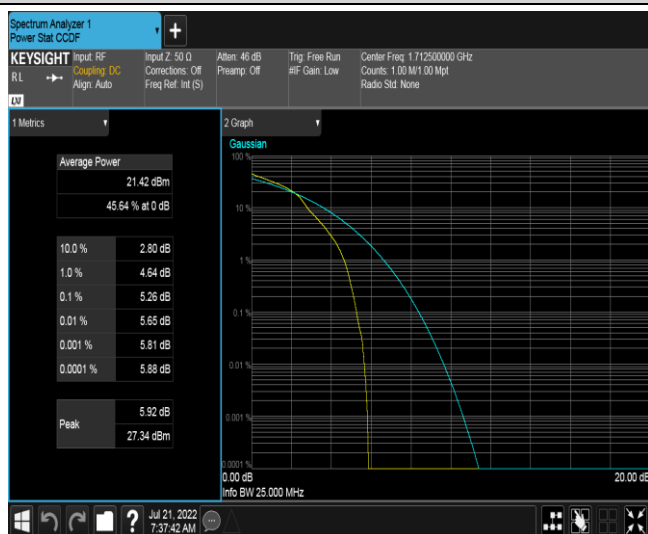 Spectrum Analyzer 1
Power Stat CCDF
KEYSIGHT
RL
LXI
Input: RF
Coupling: DC
Align: Auto
Input Z: 50 Ω
Corrections: Off
Freq Ref: Int (S)
Atten: 46 dB
Preamp: Off
Trig: Free Run
#IF Gain: Low
Center Freq: 1.712500000 GHz
Counts: 1.00 M/1.00 Mpt
Radio Std: None
1 Metrics
Average Power
21.42 dBm
45.64 % at 0 dB
10.0 % 2.80 dB
1.0 % 4.64 dB
0.1 % 5.26 dB
0.01 % 5.65 dB
0.001 % 5.81 dB
0.0001 % 5.88 dB
Peak
5.92 dB
27.34 dBm
2 Graph
Gaussian
100 %
10 %
1 %
0.1 %
0.01 %
0.001 %
0.0001 %
0.00 dB 20.00 dB
Info BW 25.000 MHz
?
Jul 21, 2022
7:37:42 AM